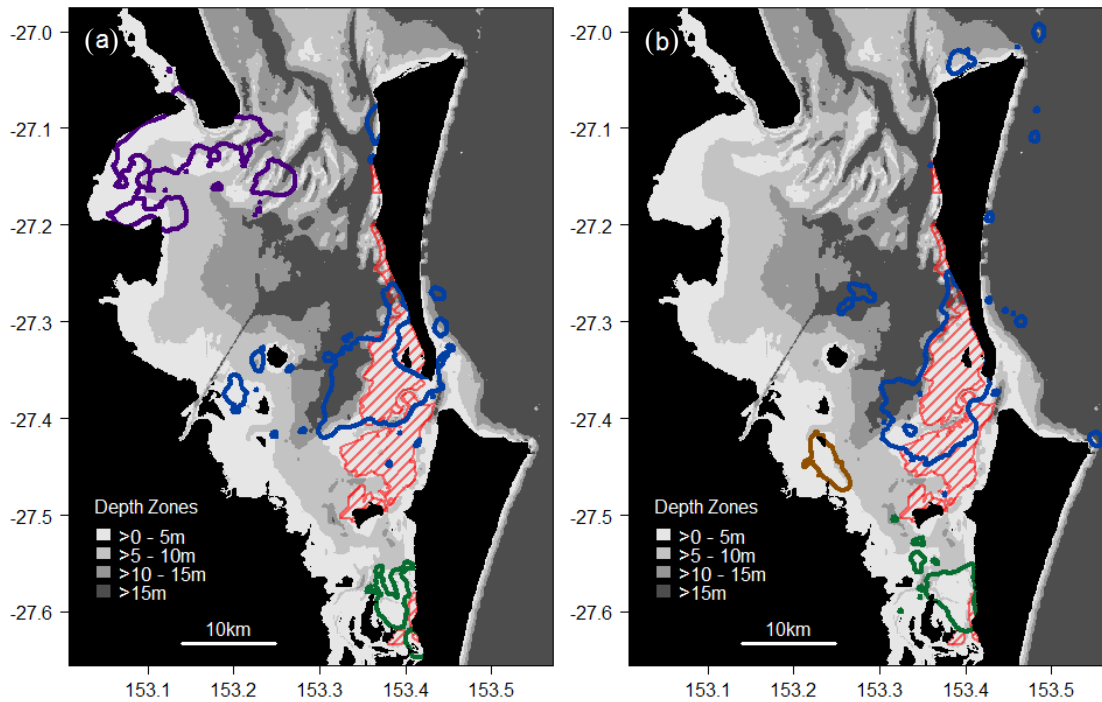 (a)
(b)
-27.0
-27.1
-27.2
-27.3
-27.4
-27.5
-27.6
Depth Zones
>0 - 5m
>5 - 10m
>10 - 15m
>15m
10km
153.1 153.2 153.3 153.4 153.5
-27.0
-27.1
-27.2
-27.3
-27.4
-27.5
-27.6
Depth Zones
>0 - 5m
>5 - 10m
>10 - 15m
>15m
10km
153.1 153.2 153.3 153.4 153.5